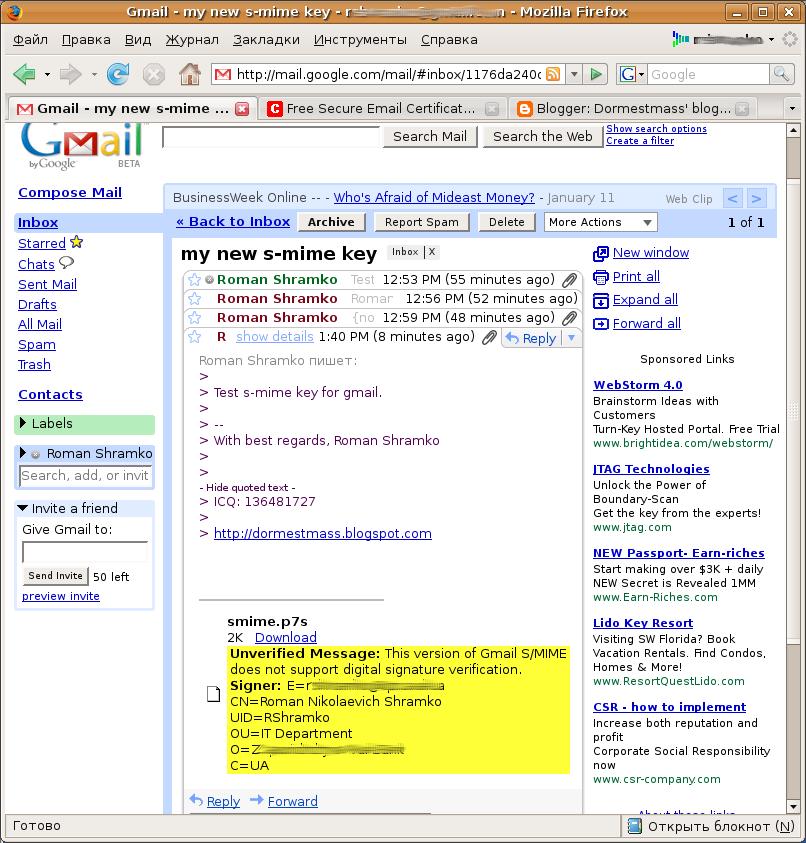 Gmail - my new s-mime key - - Mozilla Firefox
Файл Правка Вид Журнал Закладки Инструменты Справка
http://mail.google.com/mail/#inbox/1176da240c
G Google
Gmail - my new s-mime ... Free Secure Email Certificat... Blogger: Dormestmass' blog...
Gmail
by Google BETA
Search Mail Search the Web Show search options
Create a filter
Compose Mail
Inbox
Starred
Chats
Sent Mail
Drafts
All Mail
Spam
Trash
Contacts
Labels
Roman Shramko
Search, add, or invit
Invite a friend
Give Gmail to:
Send Invite 50 left
preview invite
BusinessWeek Online -- - Who's Afraid of Mideast Money? - January 11 Web Clip < >
« Back to Inbox Archive Report Spam Delete More Actions 1 of 1
my new s-mime key Inbox X
Roman Shramko Test 12:53 PM (55 minutes ago)
Roman Shramko Roman 12:56 PM (52 minutes ago)
Roman Shramko {no 12:59 PM (48 minutes ago)
R show details 1:40 PM (8 minutes ago) Reply
Roman Shramko пишет:
>
> Test s-mime key for gmail.
>
> --
> With best regards, Roman Shramko
>
>
- Hide quoted text -
> ICQ: 136481727
>
> http://dormestmass.blogspot.com
smime.p7s
2K Download
Unverified Message: This version of Gmail S/MIME
does not support digital signature verification.
Signer: E=r
CN=Roman Nikolaevich Shramko
UID=RShramko
OU=IT Department
O=Z
C=UA
Reply Forward
New window
Print all
Expand all
Forward all
Sponsored Links
WebStorm 4.0
Brainstorm Ideas with
Customers
Turn-Key Hosted Portal. Free Trial
www.brightidea.com/webstorm/
JTAG Technologies
Unlock the Power of
Boundary-Scan
Get the key from the experts!
www.jtag.com
NEW Passport- Earn-riches
Start making over $3K + daily
NEW Secret is Revealed 1MM
www.Earn-Riches.com
Lido Key Resort
Visiting SW Florida? Book
Vacation Rentals. Find Condos,
Homes & More!
www.ResortQuestLido.com
CSR - how to implement
Increase both reputation and
profit
Corporate Social Responsibility
now
www.csr-company.com
About these links
Готово Открыть блокнот (N)